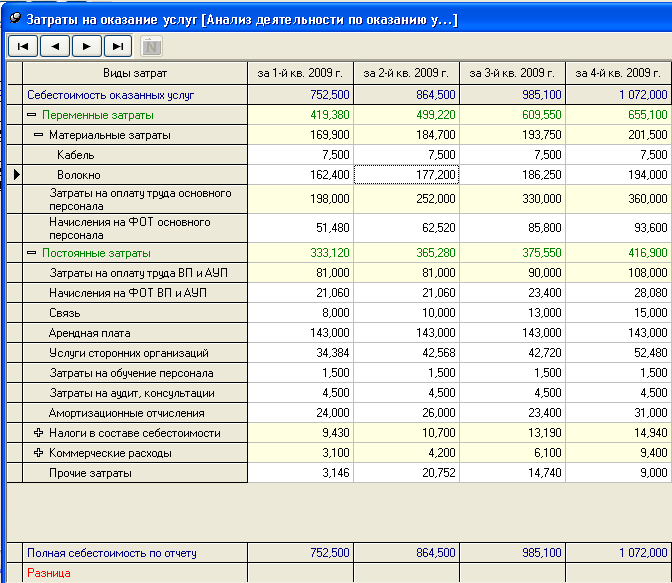 Затраты на оказание услуг [Анализ деятельности по оказанию у...]
N
Виды затрат за 1-й кв. 2009 г. за 2-й кв. 2009 г. за 3-й кв. 2009 г. за 4-й кв. 2009 г.
Себестоимость оказанных услуг 752,500 864,500 985,100 1 072,000
Переменные затраты 419,380 499,220 609,550 655,100
Материальные затраты 169,900 184,700 193,750 201,500
Кабель 7,500 7,500 7,500 7,500
Волокно 162,400 177,200 186,250 194,000
Затраты на оплату труда основного
персонала 198,000 252,000 330,000 360,000
Начисления на ФОТ основного
персонала 51,480 62,520 85,800 93,600
Постоянные затраты 333,120 365,280 375,550 416,900
Затраты на оплату труда ВП и АУП 81,000 81,000 90,000 108,000
Начисления на ФОТ ВП и АУП 21,060 21,060 23,400 28,080
Связь 8,000 10,000 13,000 15,000
Арендная плата 143,000 143,000 143,000 143,000
Услуги сторонних организаций 34,384 42,568 42,720 52,480
Затраты на обучение персонала 1,500 1,500 1,500 1,500
Затраты на аудит, консультации 4,500 4,500 4,500 4,500
Амортизационные отчисления 24,000 26,000 23,400 31,000
Налоги в составе себестоимости 9,430 10,700 13,190 14,940
Коммерческие расходы 3,100 4,200 6,100 9,400
Прочие затраты 3,146 20,752 14,740 9,000
Полная себестоимость по отчету 752,500 864,500 985,100 1 072,000
Разница